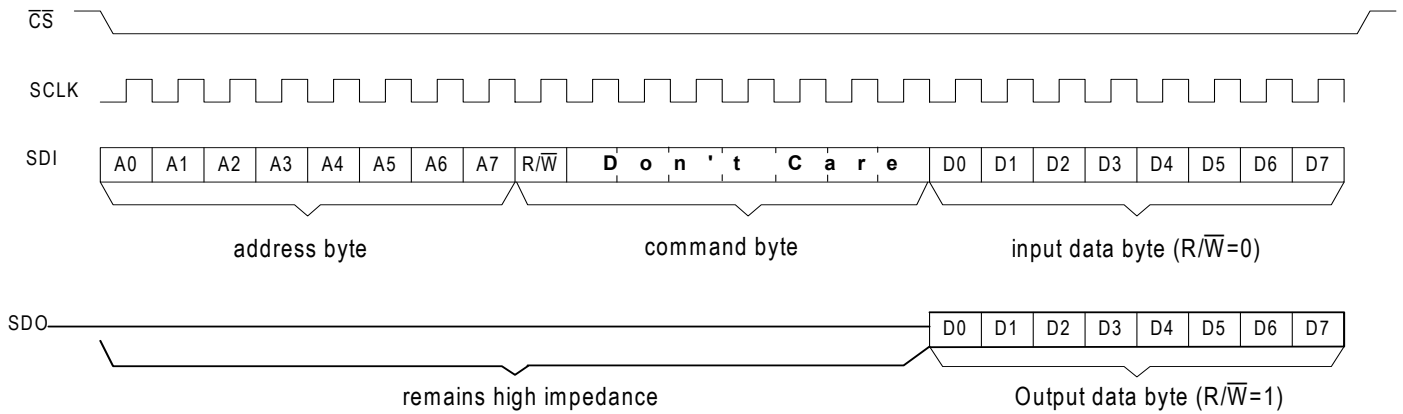 C̅S̅
SCLK
SDI A0 A1 A2 A3 A4 A5 A6 A7 R/W̅ Don't Care D0 D1 D2 D3 D4 D5 D6 D7
address byte command byte input data byte (R/W̅=0)
SDO D0 D1 D2 D3 D4 D5 D6 D7
remains high impedance Output data byte (R/W̅=1)